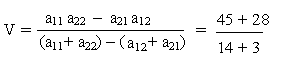 V = (a₁₁ a₂₂ − a₂₁ a₁₂) / ((a₁₁+ a₂₂) − (a₁₂+ a₂₁)) = (45 + 28) / (14 + 3)